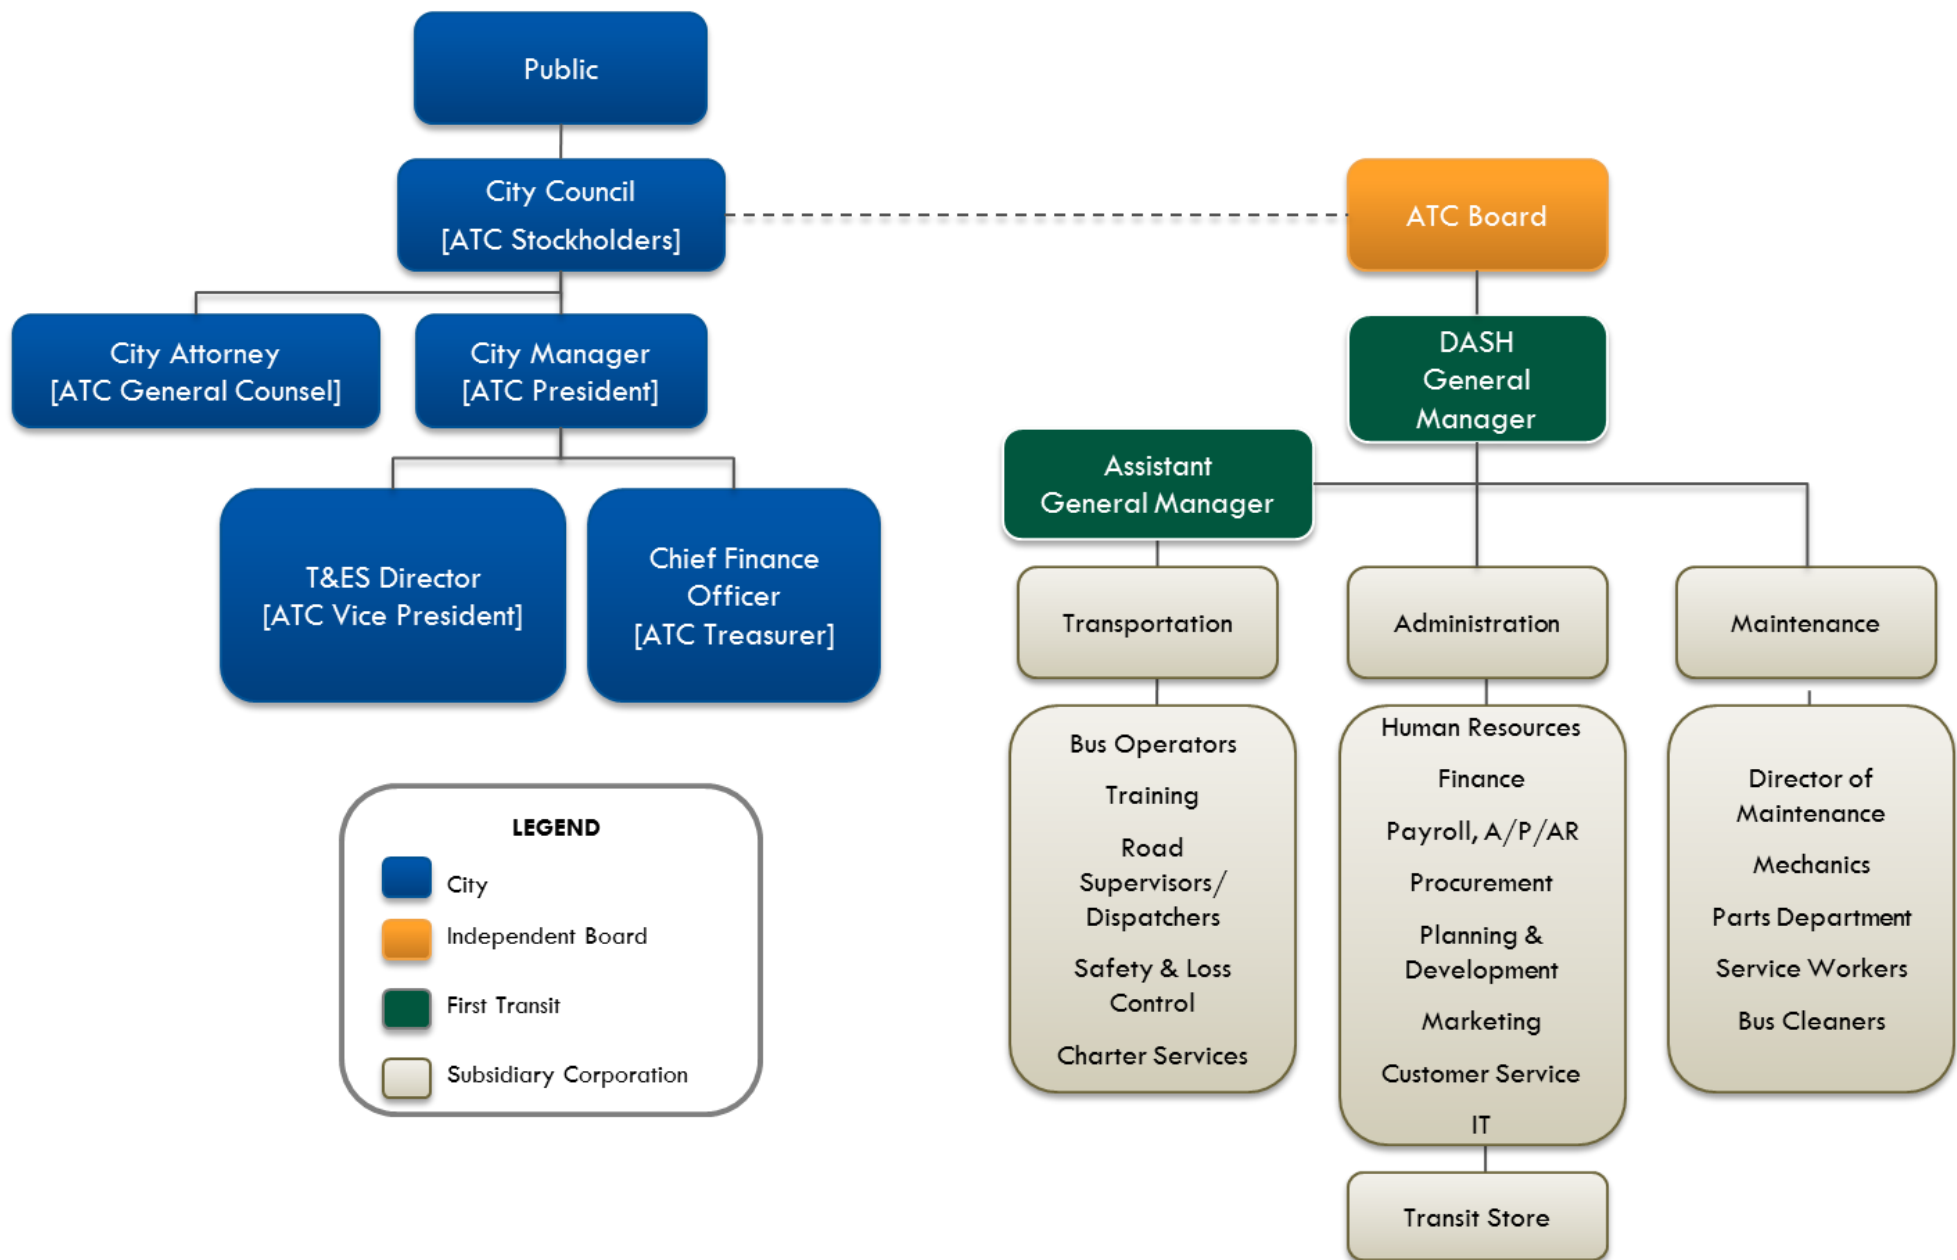 Public
City Council
[ATC Stockholders]
ATC Board
City Attorney
[ATC General Counsel]
City Manager
[ATC President]
DASH
General
Manager
Assistant
General Manager
T&ES Director
[ATC Vice President]
Chief Finance
Officer
[ATC Treasurer]
Transportation
Administration
Maintenance
Bus Operators
Training
Road
Supervisors/
Dispatchers
Safety & Loss
Control
Charter Services
Human Resources
Finance
Payroll, A/P/AR
Procurement
Planning &
Development
Marketing
Customer Service
IT
Director of
Maintenance
Mechanics
Parts Department
Service Workers
Bus Cleaners
Transit Store
LEGEND
City
Independent Board
First Transit
Subsidiary Corporation